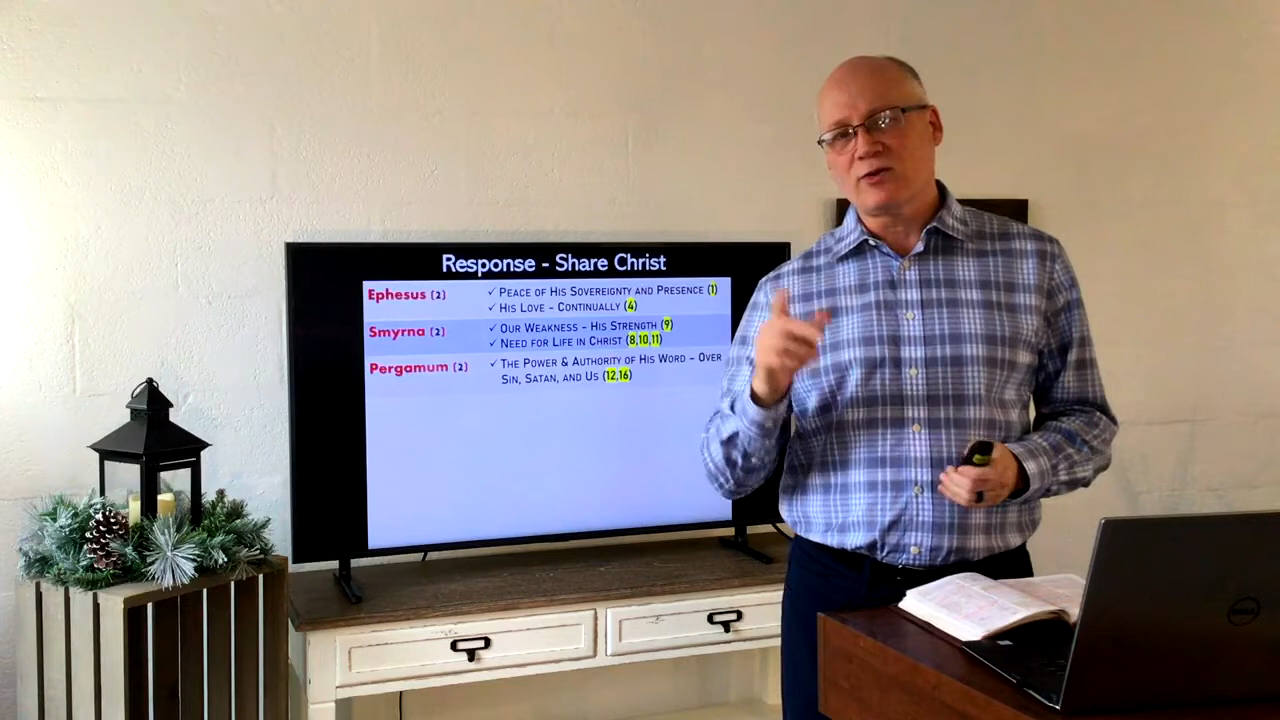 Response - Share Christ
Ephesus (2)
✓ PEACE OF HIS SOVEREIGNTY AND PRESENCE (1)
✓ HIS LOVE - CONTINUALLY (4)
Smyrna (2)
✓ OUR WEAKNESS - HIS STRENGTH (9)
✓ NEED FOR LIFE IN CHRIST (8,10,11)
Pergamum (2)
✓ THE POWER & AUTHORITY OF HIS WORD – OVER
SIN, SATAN, AND US (12,16)
DELL